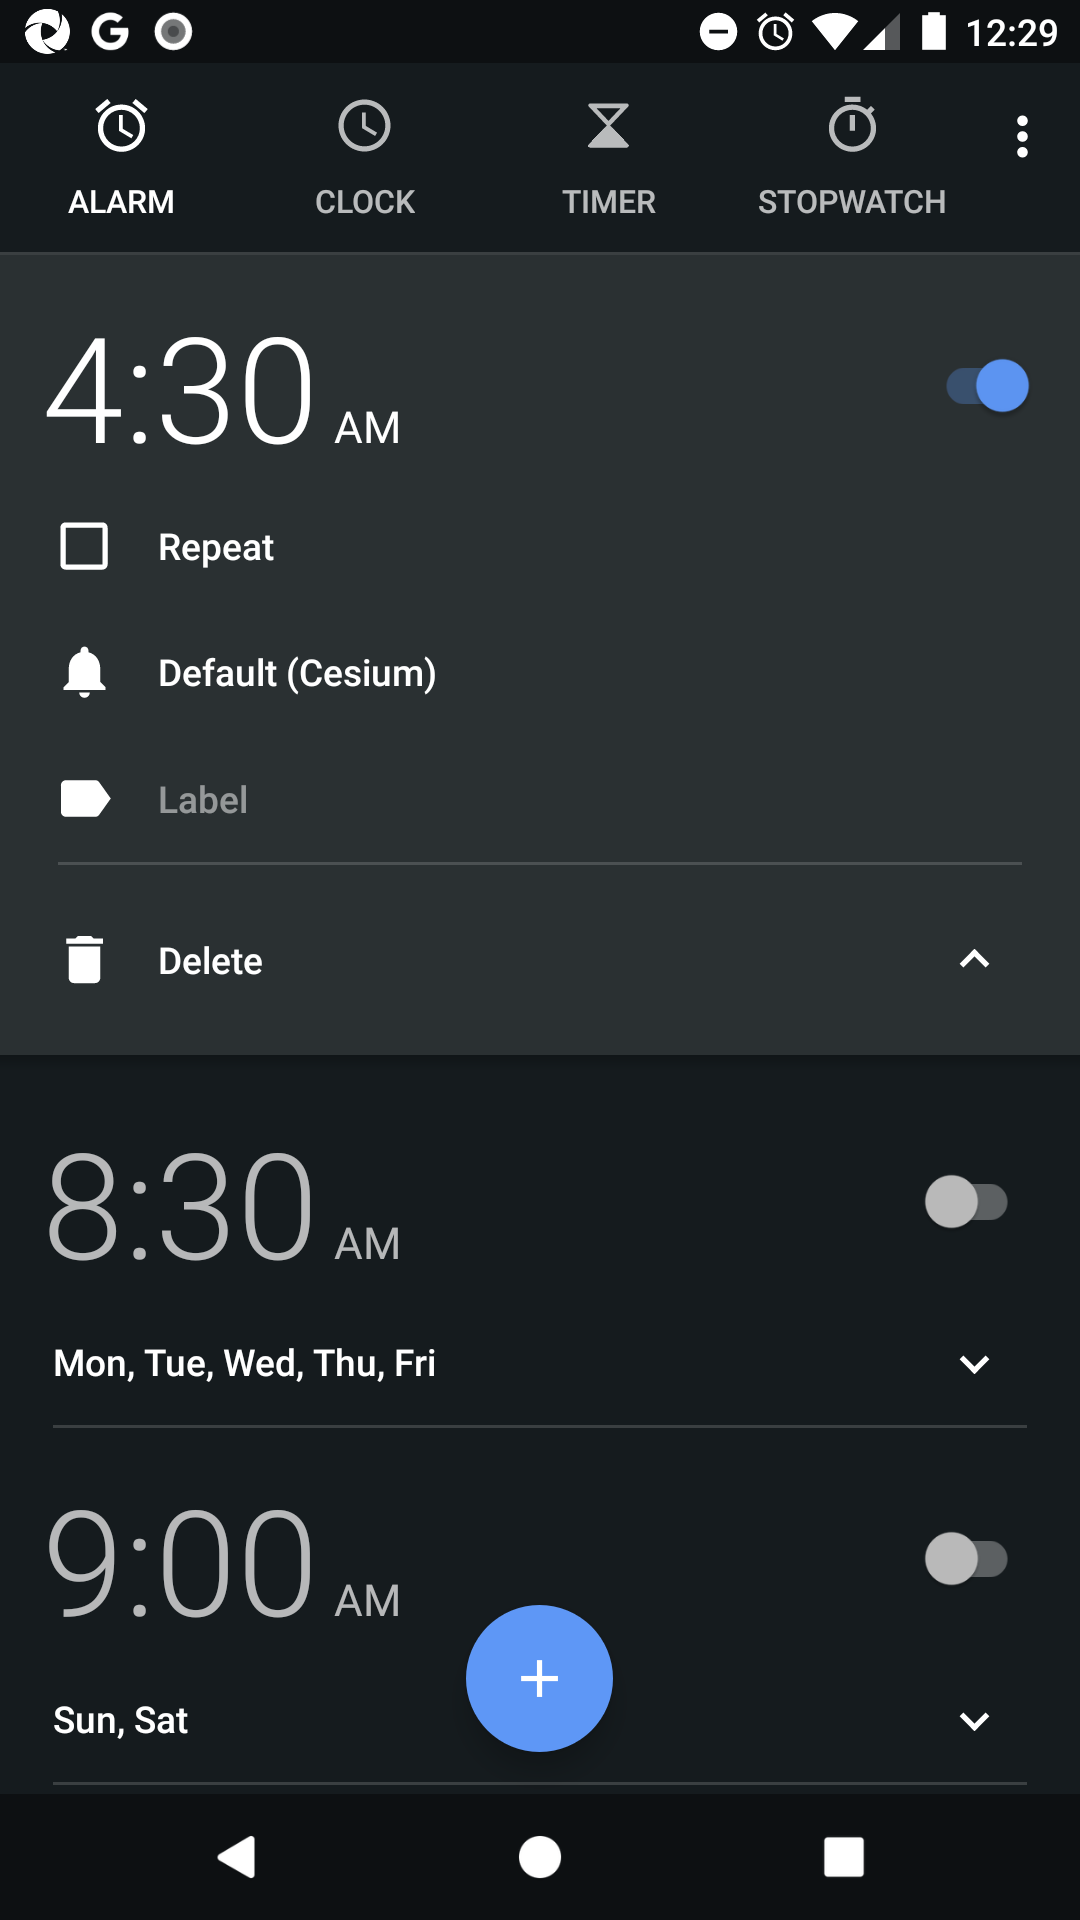 12:29
ALARM CLOCK TIMER STOPWATCH
4:30 AM
Repeat
Default (Cesium)
Label
Delete
8:30 AM
Mon, Tue, Wed, Thu, Fri
9:00 AM
Sun, Sat